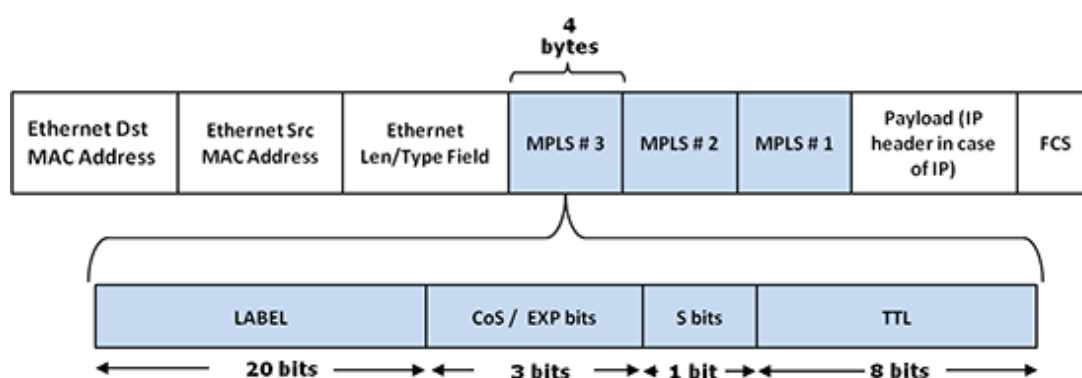 4
bytes
Ethernet Dst
MAC Address
Ethernet Src
MAC Address
Ethernet
Len/Type Field
MPLS # 3
MPLS # 2
MPLS # 1
Payload (IP
header in case
of IP)
FCS
LABEL
CoS / EXP bits
S bits
TTL
20 bits
3 bits
1 bit
8 bits